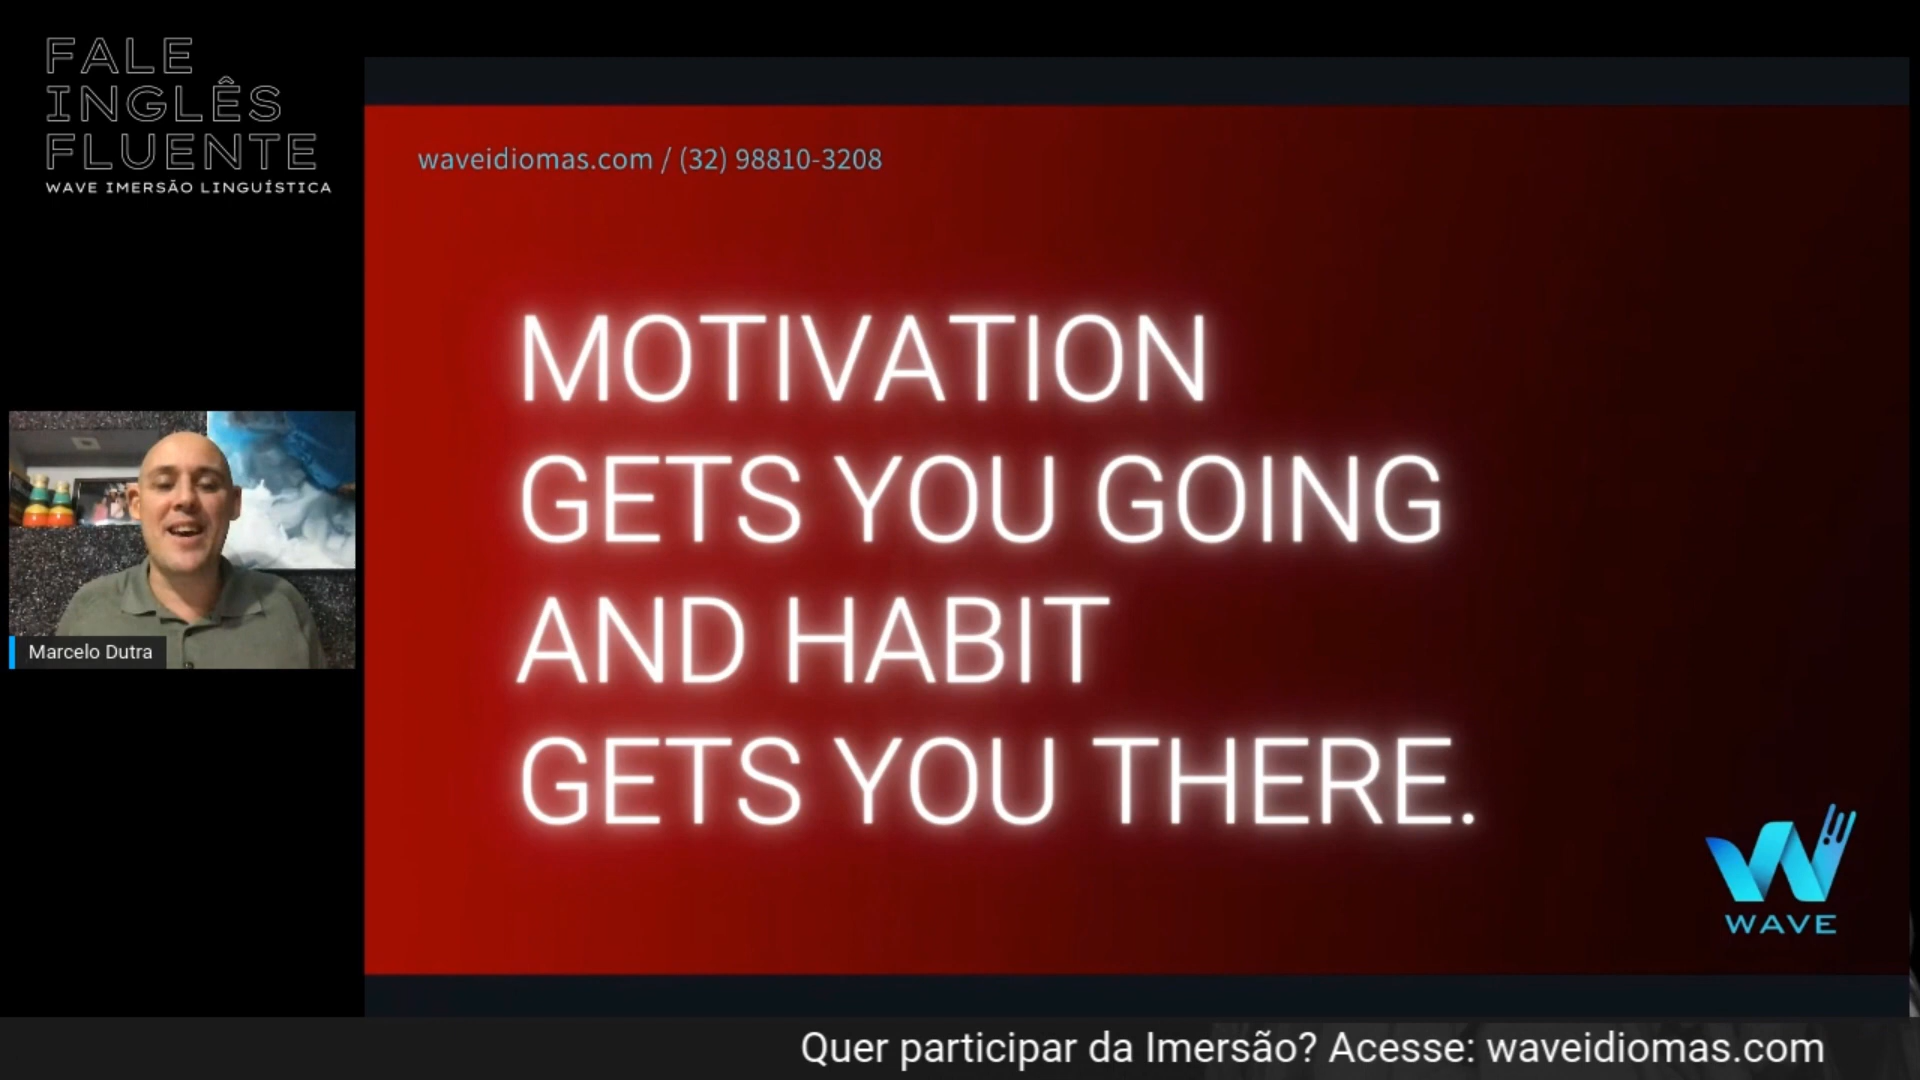 FALE
INGLÊS
FLUENTE
WAVE IMERSÃO LINGUÍSTICA
waveidiomas.com / (32) 98810-3208
MOTIVATION
GETS YOU GOING
AND HABIT
GETS YOU THERE.
Marcelo Dutra
WAVE
Quer participar da Imersão? Acesse: waveidiomas.com